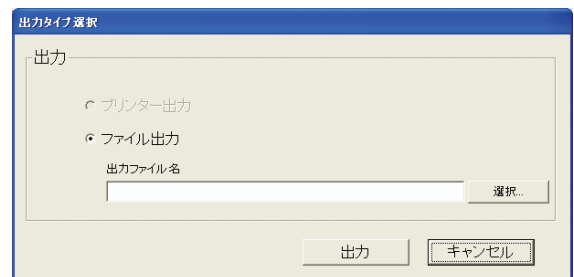 出力タイプ選択
出力
プリンター出力
ファイル出力
出力ファイル名
選択...
出力
キャンセル